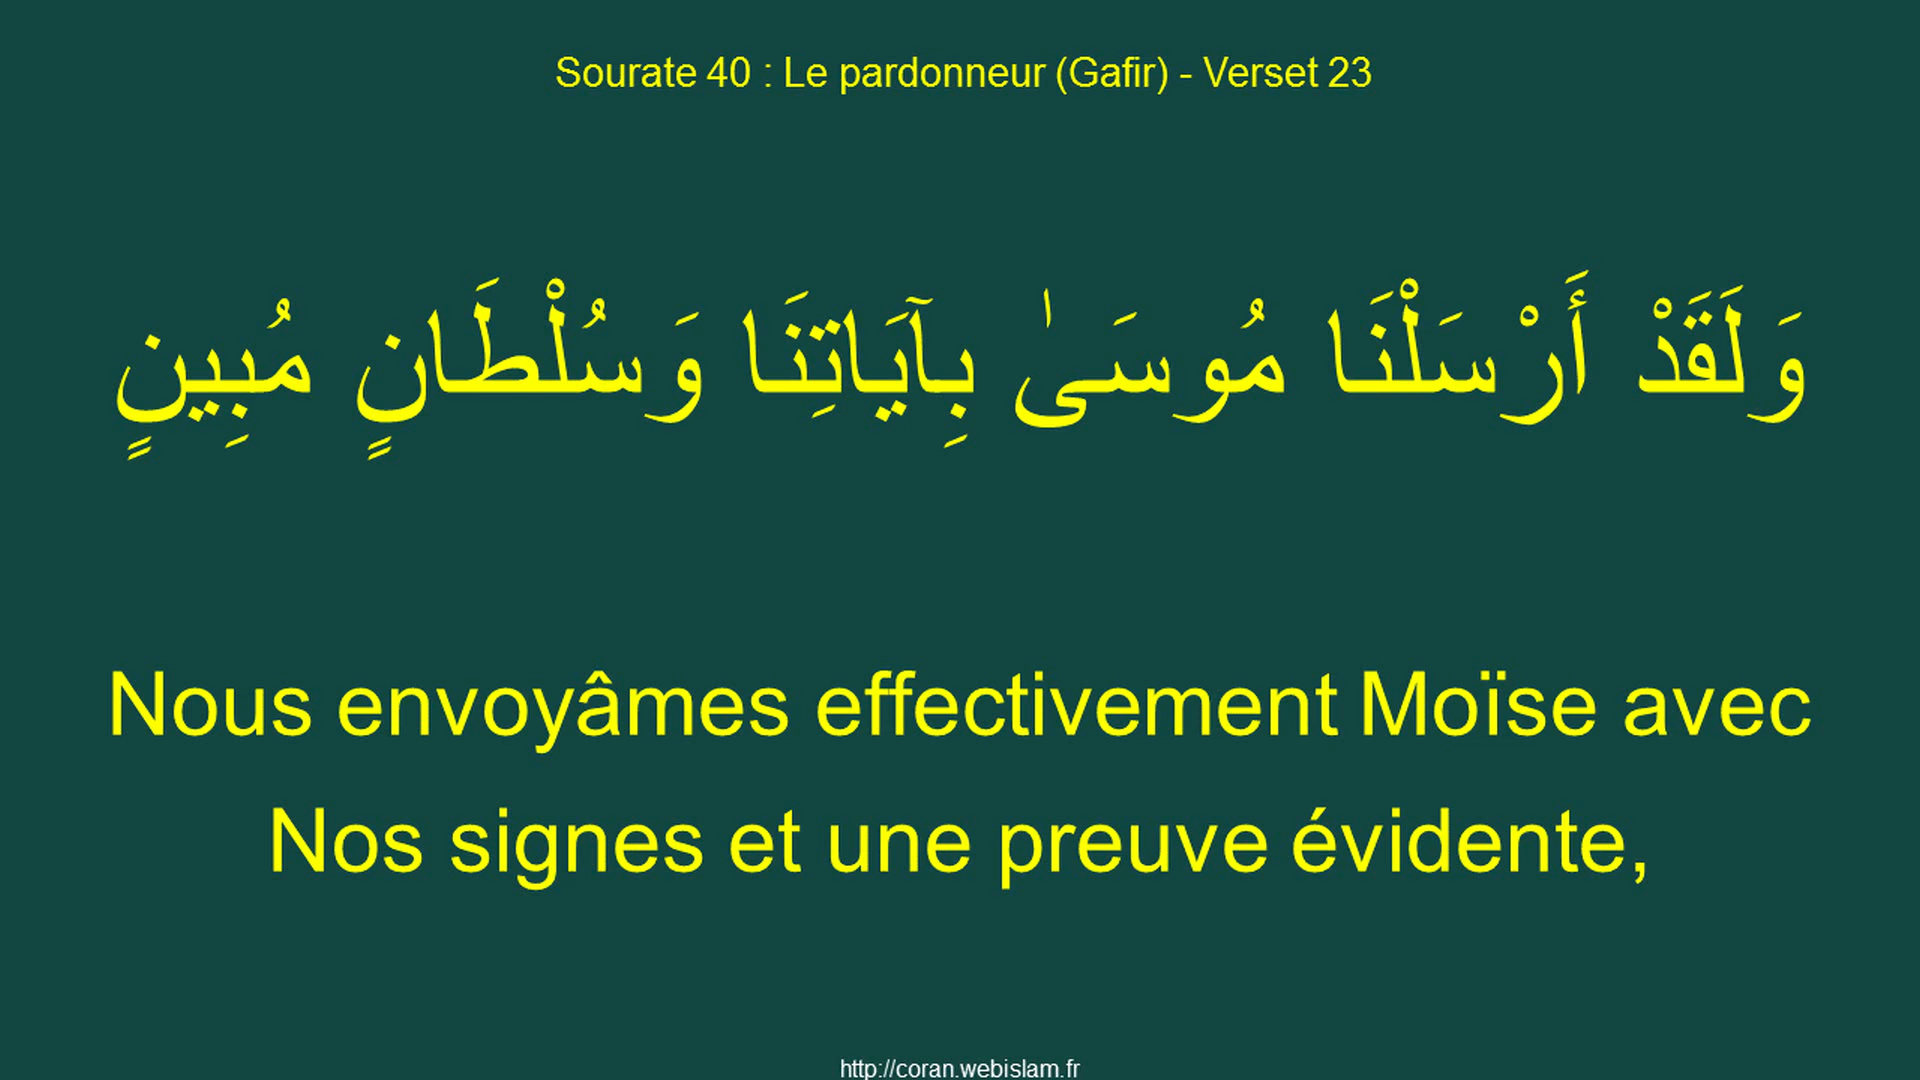 Sourate 40 : Le pardonneur (Gafir) - Verset 23
وَلَقَدْ أَرْسَلْنَا مُوسَىٰ بِآيَاتِنَا وَسُلْطَانٍ مُبِينٍ
Nous envoyâmes effectivement Moïse avec
Nos signes et une preuve évidente,
http://coran.webislam.fr